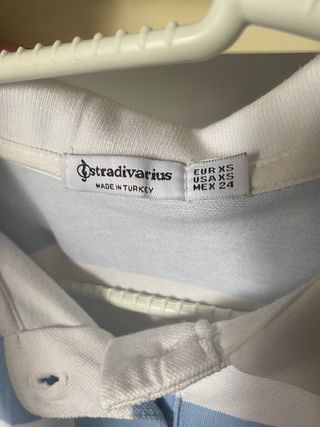 stradivarius
MADE IN TURKEY
EUR XS
USA XS
MEX 24